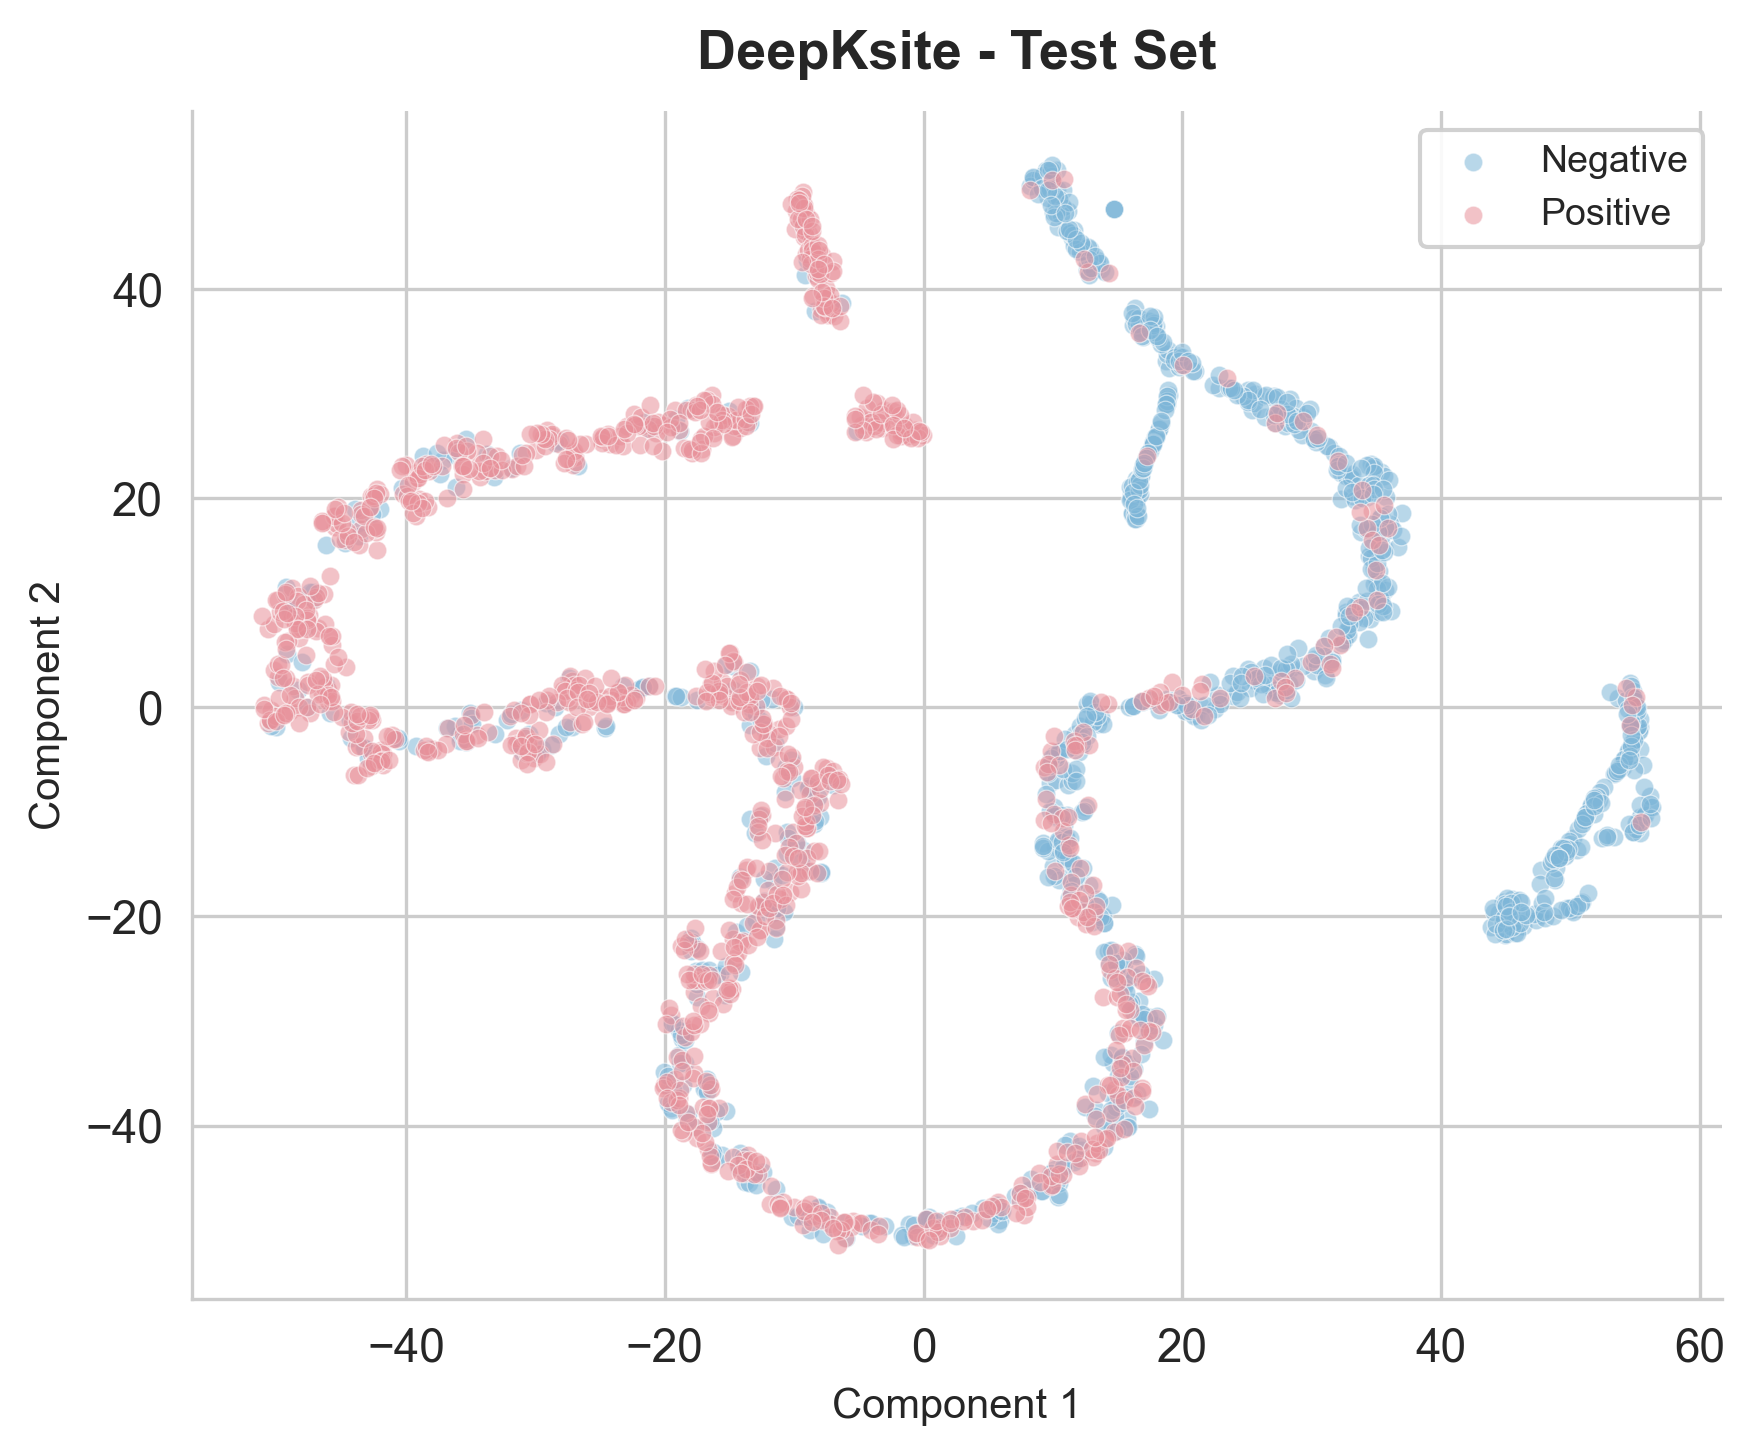 DeepKsite - Test Set
Negative
Positive
Component 2
40
20
0
−20
−40
−40
−20
0
20
40
60
Component 1